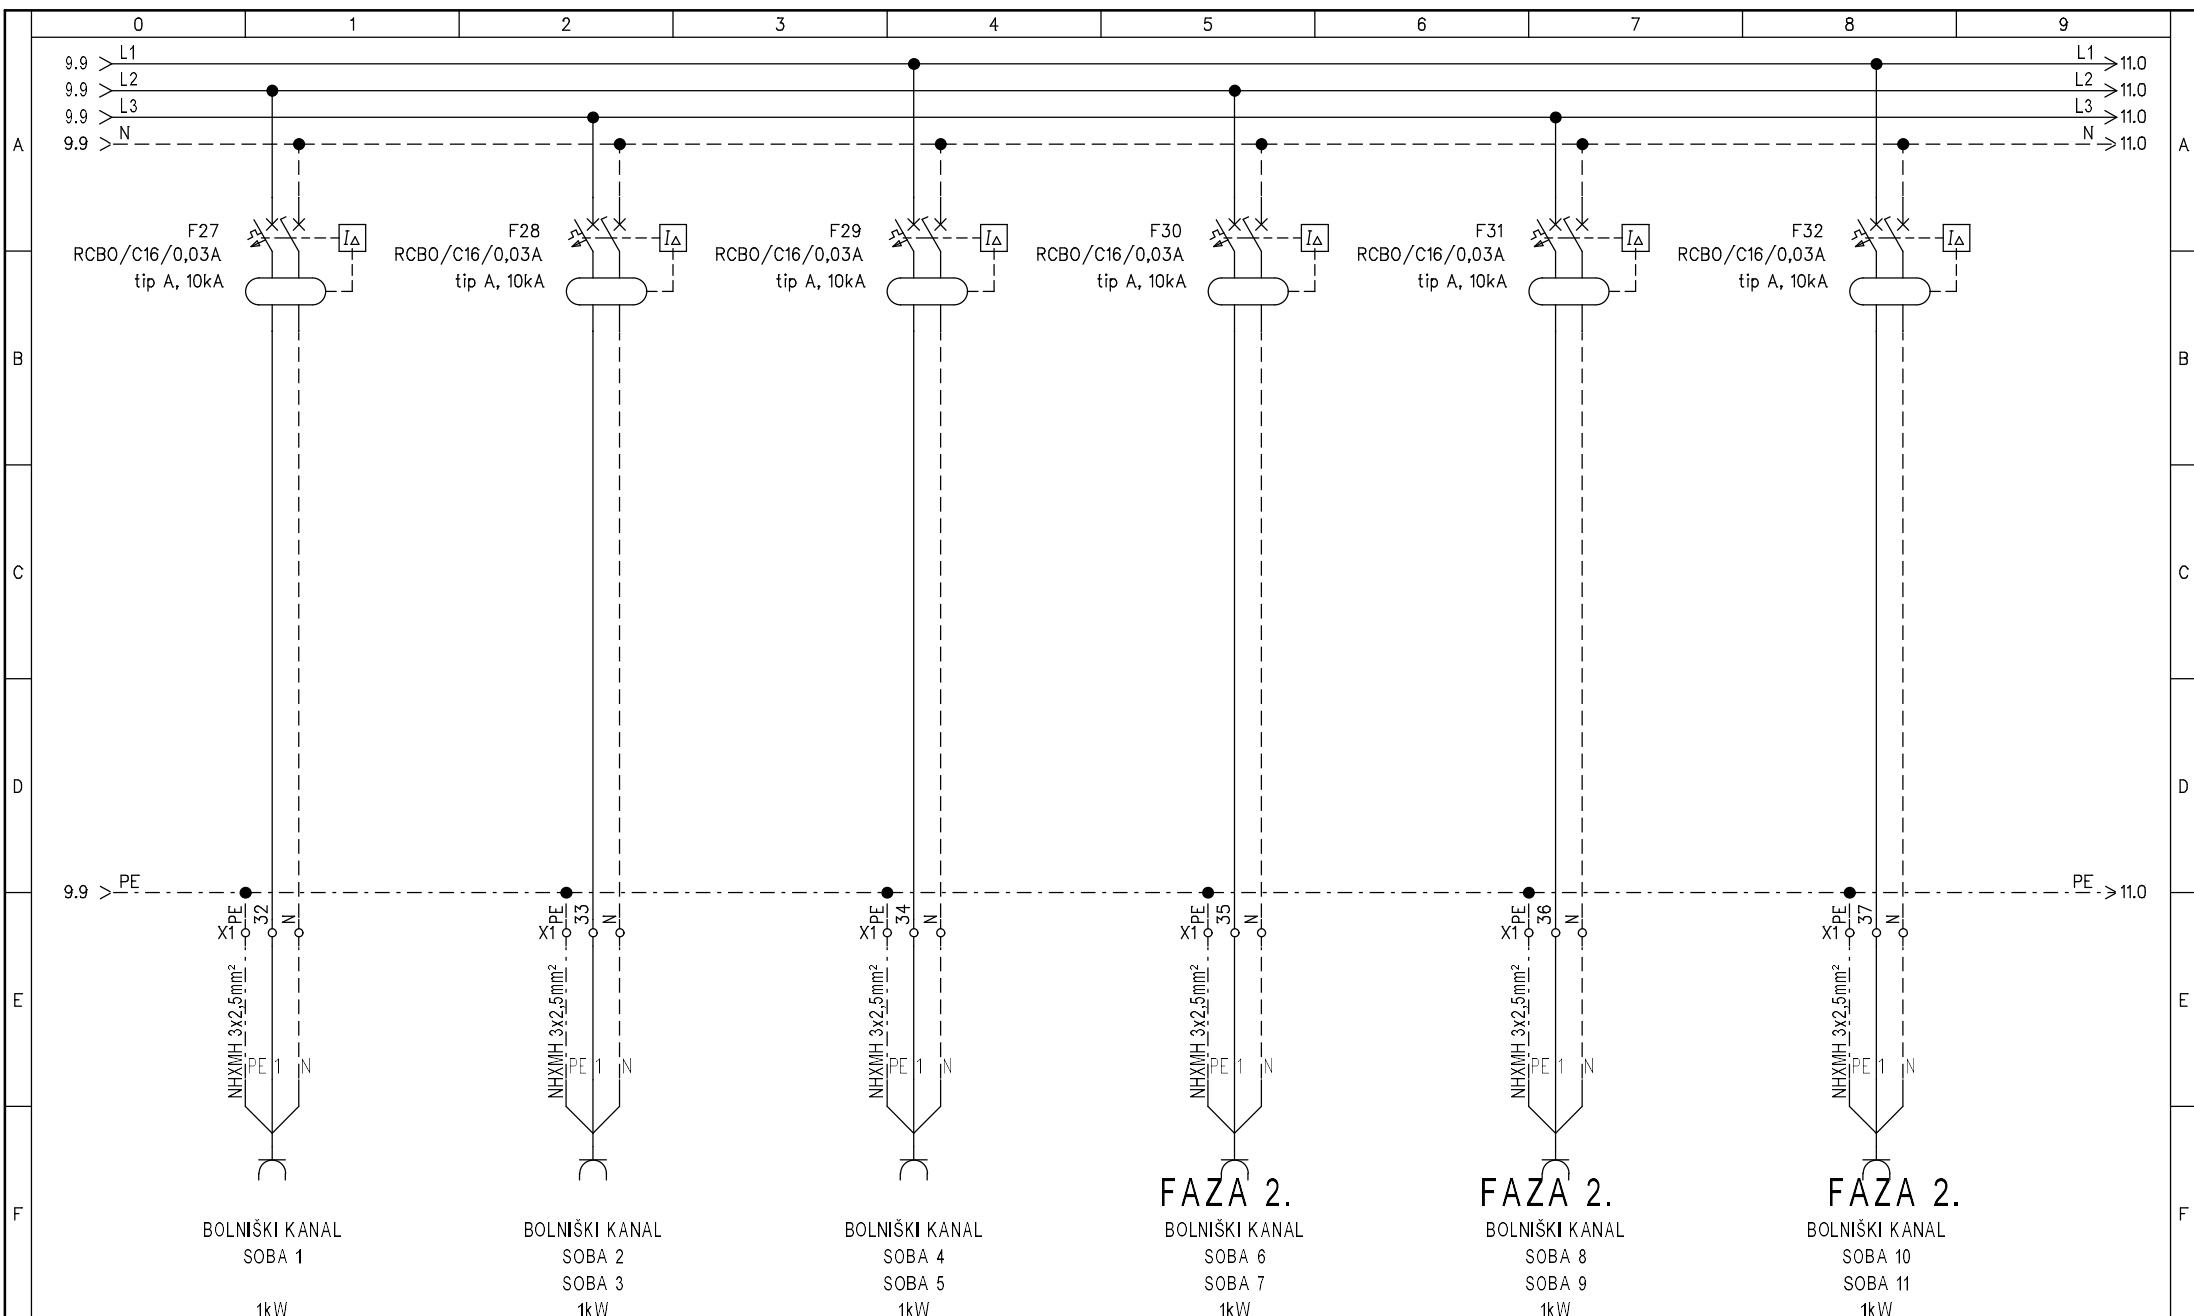 0 1 2 3 4 5 6 7 8 9
9.9 L1 L1 11.0
9.9 L2 L2 11.0
9.9 L3 L3 11.0
A 9.9 N N 11.0 A
F27 I∆ F28 I∆ F29 I∆ F30 I∆ F31 I∆ F32 I∆
RCBO/C16/0,03A RCBO/C16/0,03A RCBO/C16/0,03A RCBO/C16/0,03A RCBO/C16/0,03A RCBO/C16/0,03A
tip A, 10kA tip A, 10kA tip A, 10kA tip A, 10kA tip A, 10kA tip A, 10kA
B B
C C
D D
9.9 PE PE 11.0
PE 32 N PE 33 N PE 34 N PE 35 N PE 36 N PE 37 N
X1 X1 X1 X1 X1 X1
E E
NHXMH 3x2,5mm² NHXMH 3x2,5mm² NHXMH 3x2,5mm² NHXMH 3x2,5mm² NHXMH 3x2,5mm² NHXMH 3x2,5mm²
PE 1 N PE 1 N PE 1 N PE 1 N PE 1 N PE 1 N
FAZA 2. FAZA 2. FAZA 2.
F F
BOLNIŠKI KANAL BOLNIŠKI KANAL BOLNIŠKI KANAL BOLNIŠKI KANAL BOLNIŠKI KANAL BOLNIŠKI KANAL
SOBA 1 SOBA 2 SOBA 4 SOBA 6 SOBA 8 SOBA 10
SOBA 3 SOBA 5 SOBA 7 SOBA 9 SOBA 11
1kW 1kW 1kW 1kW 1kW 1kW